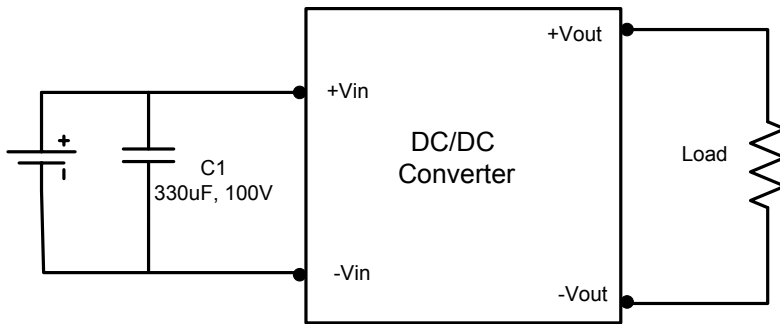 +Vout
+Vin
+
DC/DC
Converter
C1
330uF, 100V
Load
-Vin
-Vout